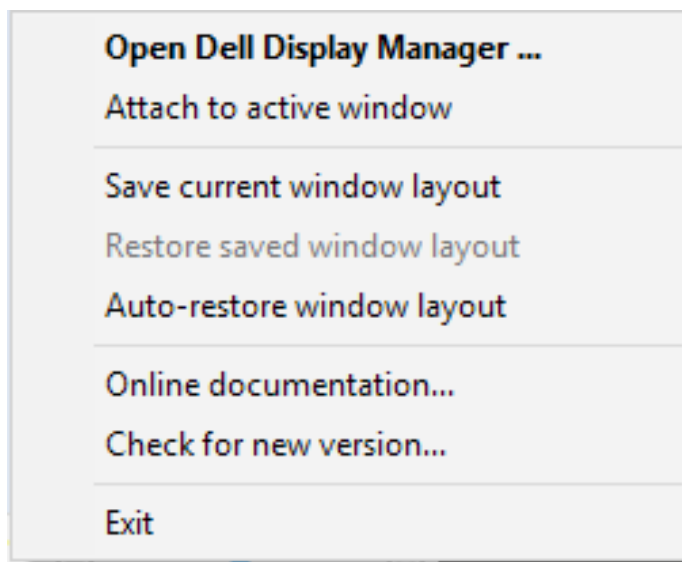 Open Dell Display Manager ...
Attach to active window
Save current window layout
Restore saved window layout
Auto-restore window layout
Online documentation...
Check for new version...
Exit